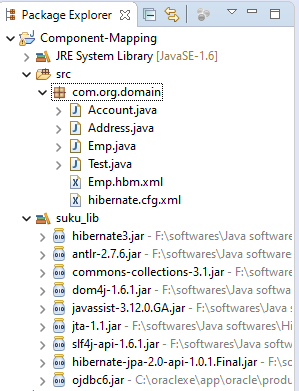 Package Explorer
Component-Mapping
JRE System Library [JavaSE-1.6]
src
com.org.domain
Account.java
Address.java
Emp.java
Test.java
Emp.hbm.xml
hibernate.cfg.xml
suku_lib
hibernate3.jar - F:\softwares\Java software
antlr-2.7.6.jar - F:\softwares\Java software
commons-collections-3.1.jar - F:\softwar
dom4j-1.6.1.jar - F:\softwares\Java softwa
javassist-3.12.0.GA.jar - F:\softwares\Java
jta-1.1.jar - F:\softwares\Java softwares\Hi
slf4j-api-1.6.1.jar - F:\softwares\Java softw
hibernate-jpa-2.0-api-1.0.1.Final.jar - F:\so
ojdbc6.jar - C:\oraclexe\app\oracle\produ